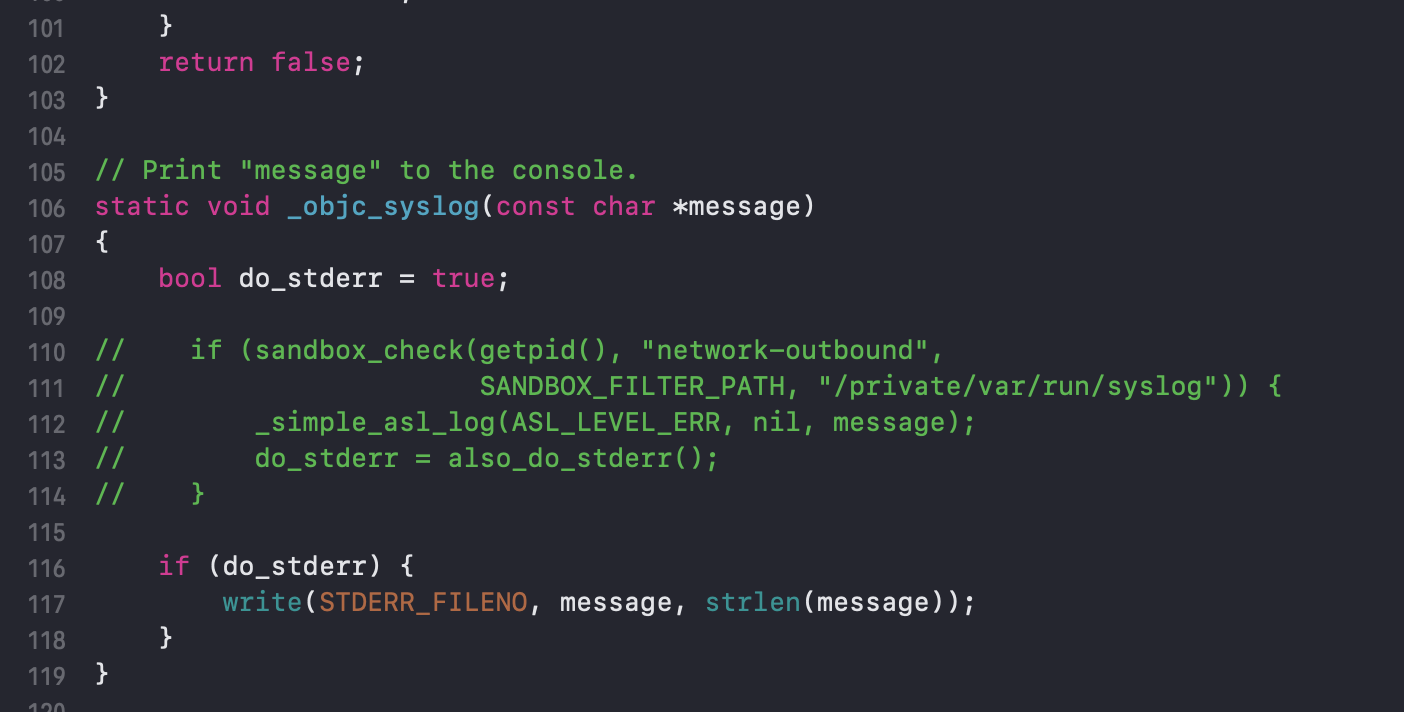 101 }
102 return false;
103 }
104
105 // Print "message" to the console.
106 static void _objc_syslog(const char *message)
107 {
108 bool do_stderr = true;
109
110 // if (sandbox_check(getpid(), "network-outbound",
111 // SANDBOX_FILTER_PATH, "/private/var/run/syslog")) {
112 // _simple_asl_log(ASL_LEVEL_ERR, nil, message);
113 // do_stderr = also_do_stderr();
114 // }
115
116 if (do_stderr) {
117 write(STDERR_FILENO, message, strlen(message));
118 }
119 }